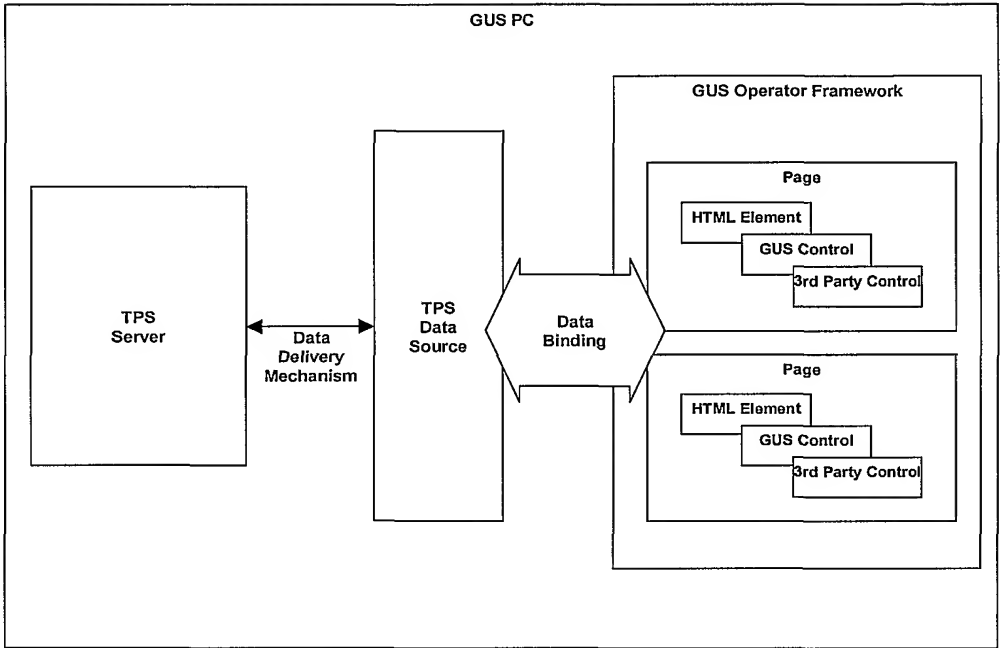 GUS PC
GUS Operator Framework
Page
HTML Element
GUS Control
3rd Party Control
TPS
Server
Data
Delivery
Mechanism
TPS
Data
Source
Data
Binding
Page
HTML Element
GUS Control
3rd Party Control